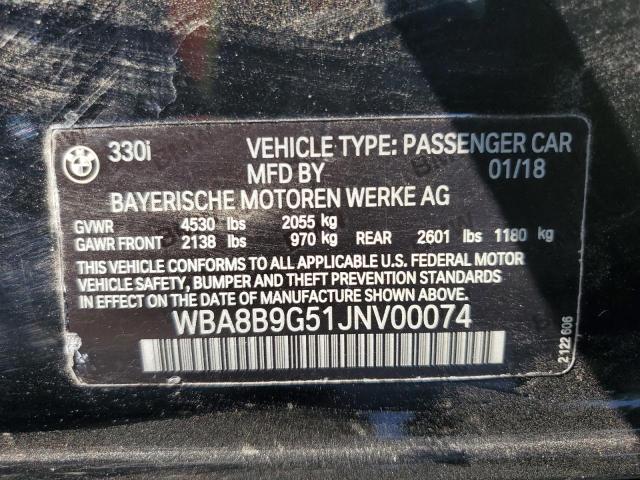 330i VEHICLE TYPE: PASSENGER CAR
MFD BY 01/18
BAYERISCHE MOTOREN WERKE AG
GVWR 4530 lbs 2055 kg
GAWR FRONT 2138 lbs 970 kg REAR 2601 lbs 1180 kg
THIS VEHICLE CONFORMS TO ALL APPLICABLE U.S. FEDERAL MOTOR
VEHICLE SAFETY, BUMPER AND THEFT PREVENTION STANDARDS
IN EFFECT ON THE DATE OF MANUFACTURE SHOWN ABOVE.
WBA8B9G51JNV00074
2122 606